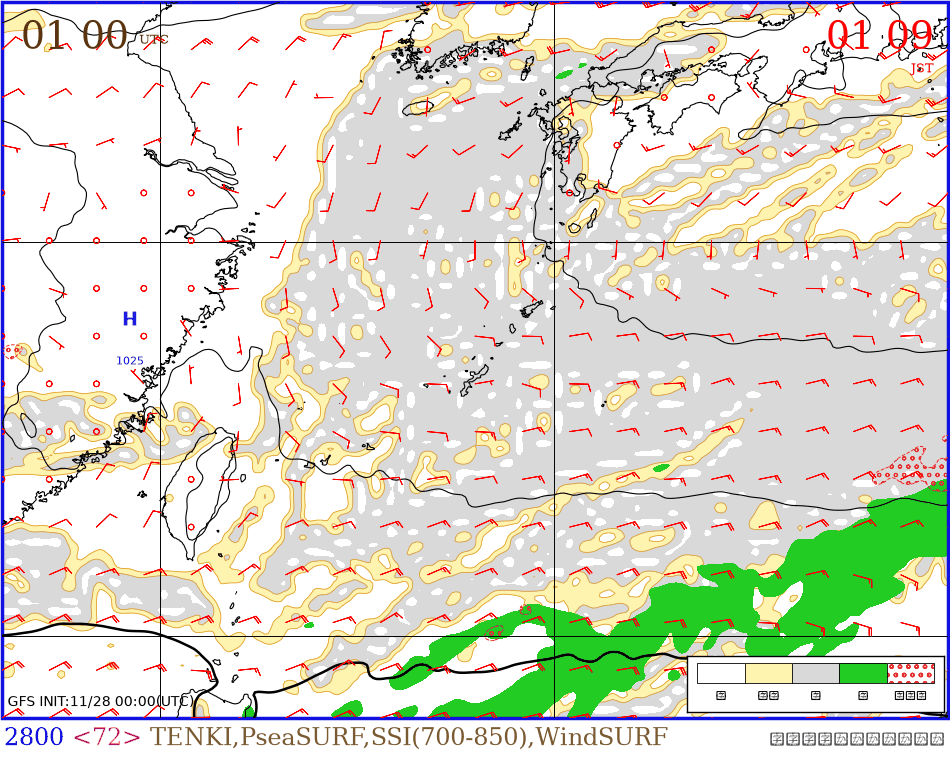 01 00 UTC
01 09
JST
H
1025
GFS INIT:11/28 00:00(UTC)
2800 <72> TENKI,PseaSURF,SSI(700-850),WindSURF